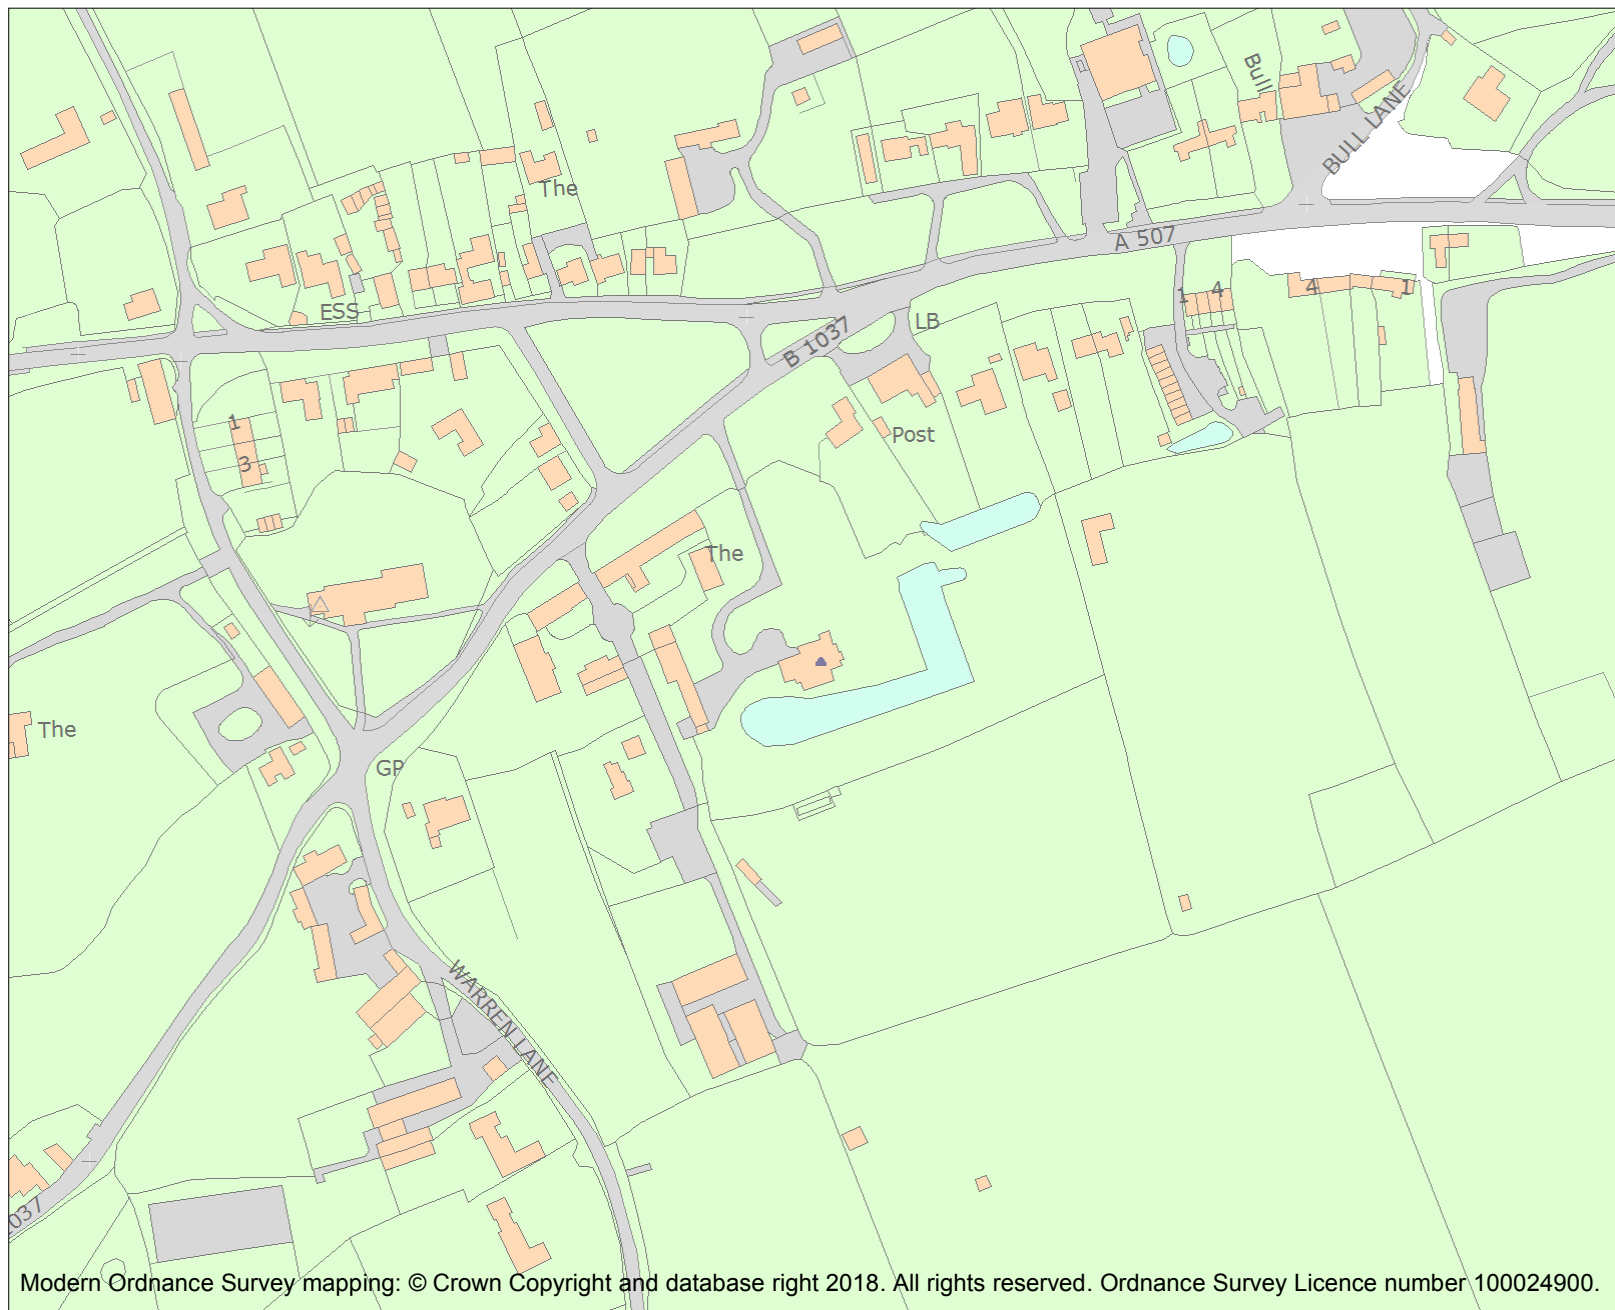 Bull
BULL LANE
The
A 507
ESS
1
4
4
1
LB
B 1037
1
Post
3
The
The
GP
WARREN LANE
1037
Modern Ordnance Survey mapping: © Crown Copyright and database right 2018. All rights reserved. Ordnance Survey Licence number 100024900.